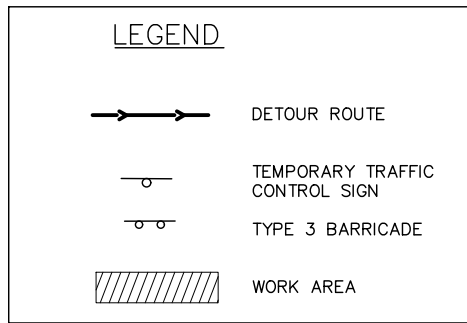 LEGEND
DETOUR ROUTE
TEMPORARY TRAFFIC
CONTROL SIGN
TYPE 3 BARRICADE
WORK AREA